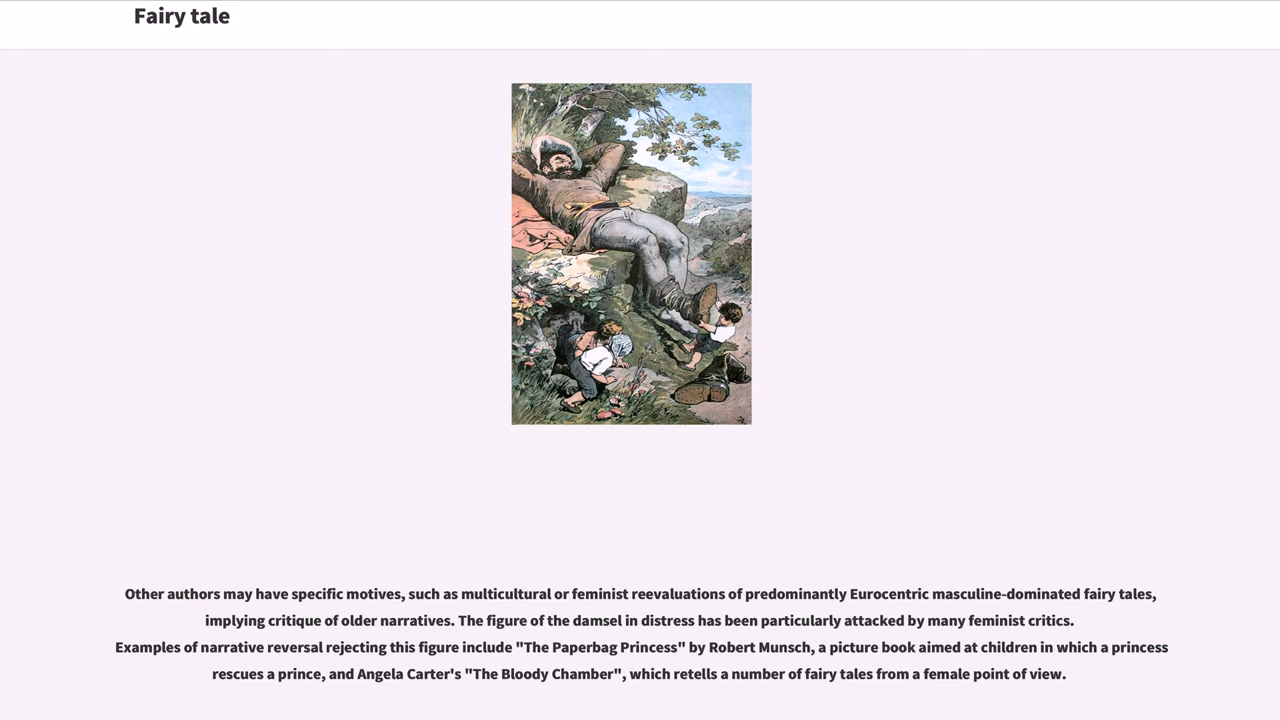 Fairy tale
Other authors may have specific motives, such as multicultural or feminist reevaluations of predominantly Eurocentric masculine-dominated fairy tales,
implying critique of older narratives. The figure of the damsel in distress has been particularly attacked by many feminist critics.
Examples of narrative reversal rejecting this figure include "The Paperbag Princess" by Robert Munsch, a picture book aimed at children in which a princess
rescues a prince, and Angela Carter's "The Bloody Chamber", which retells a number of fairy tales from a female point of view.